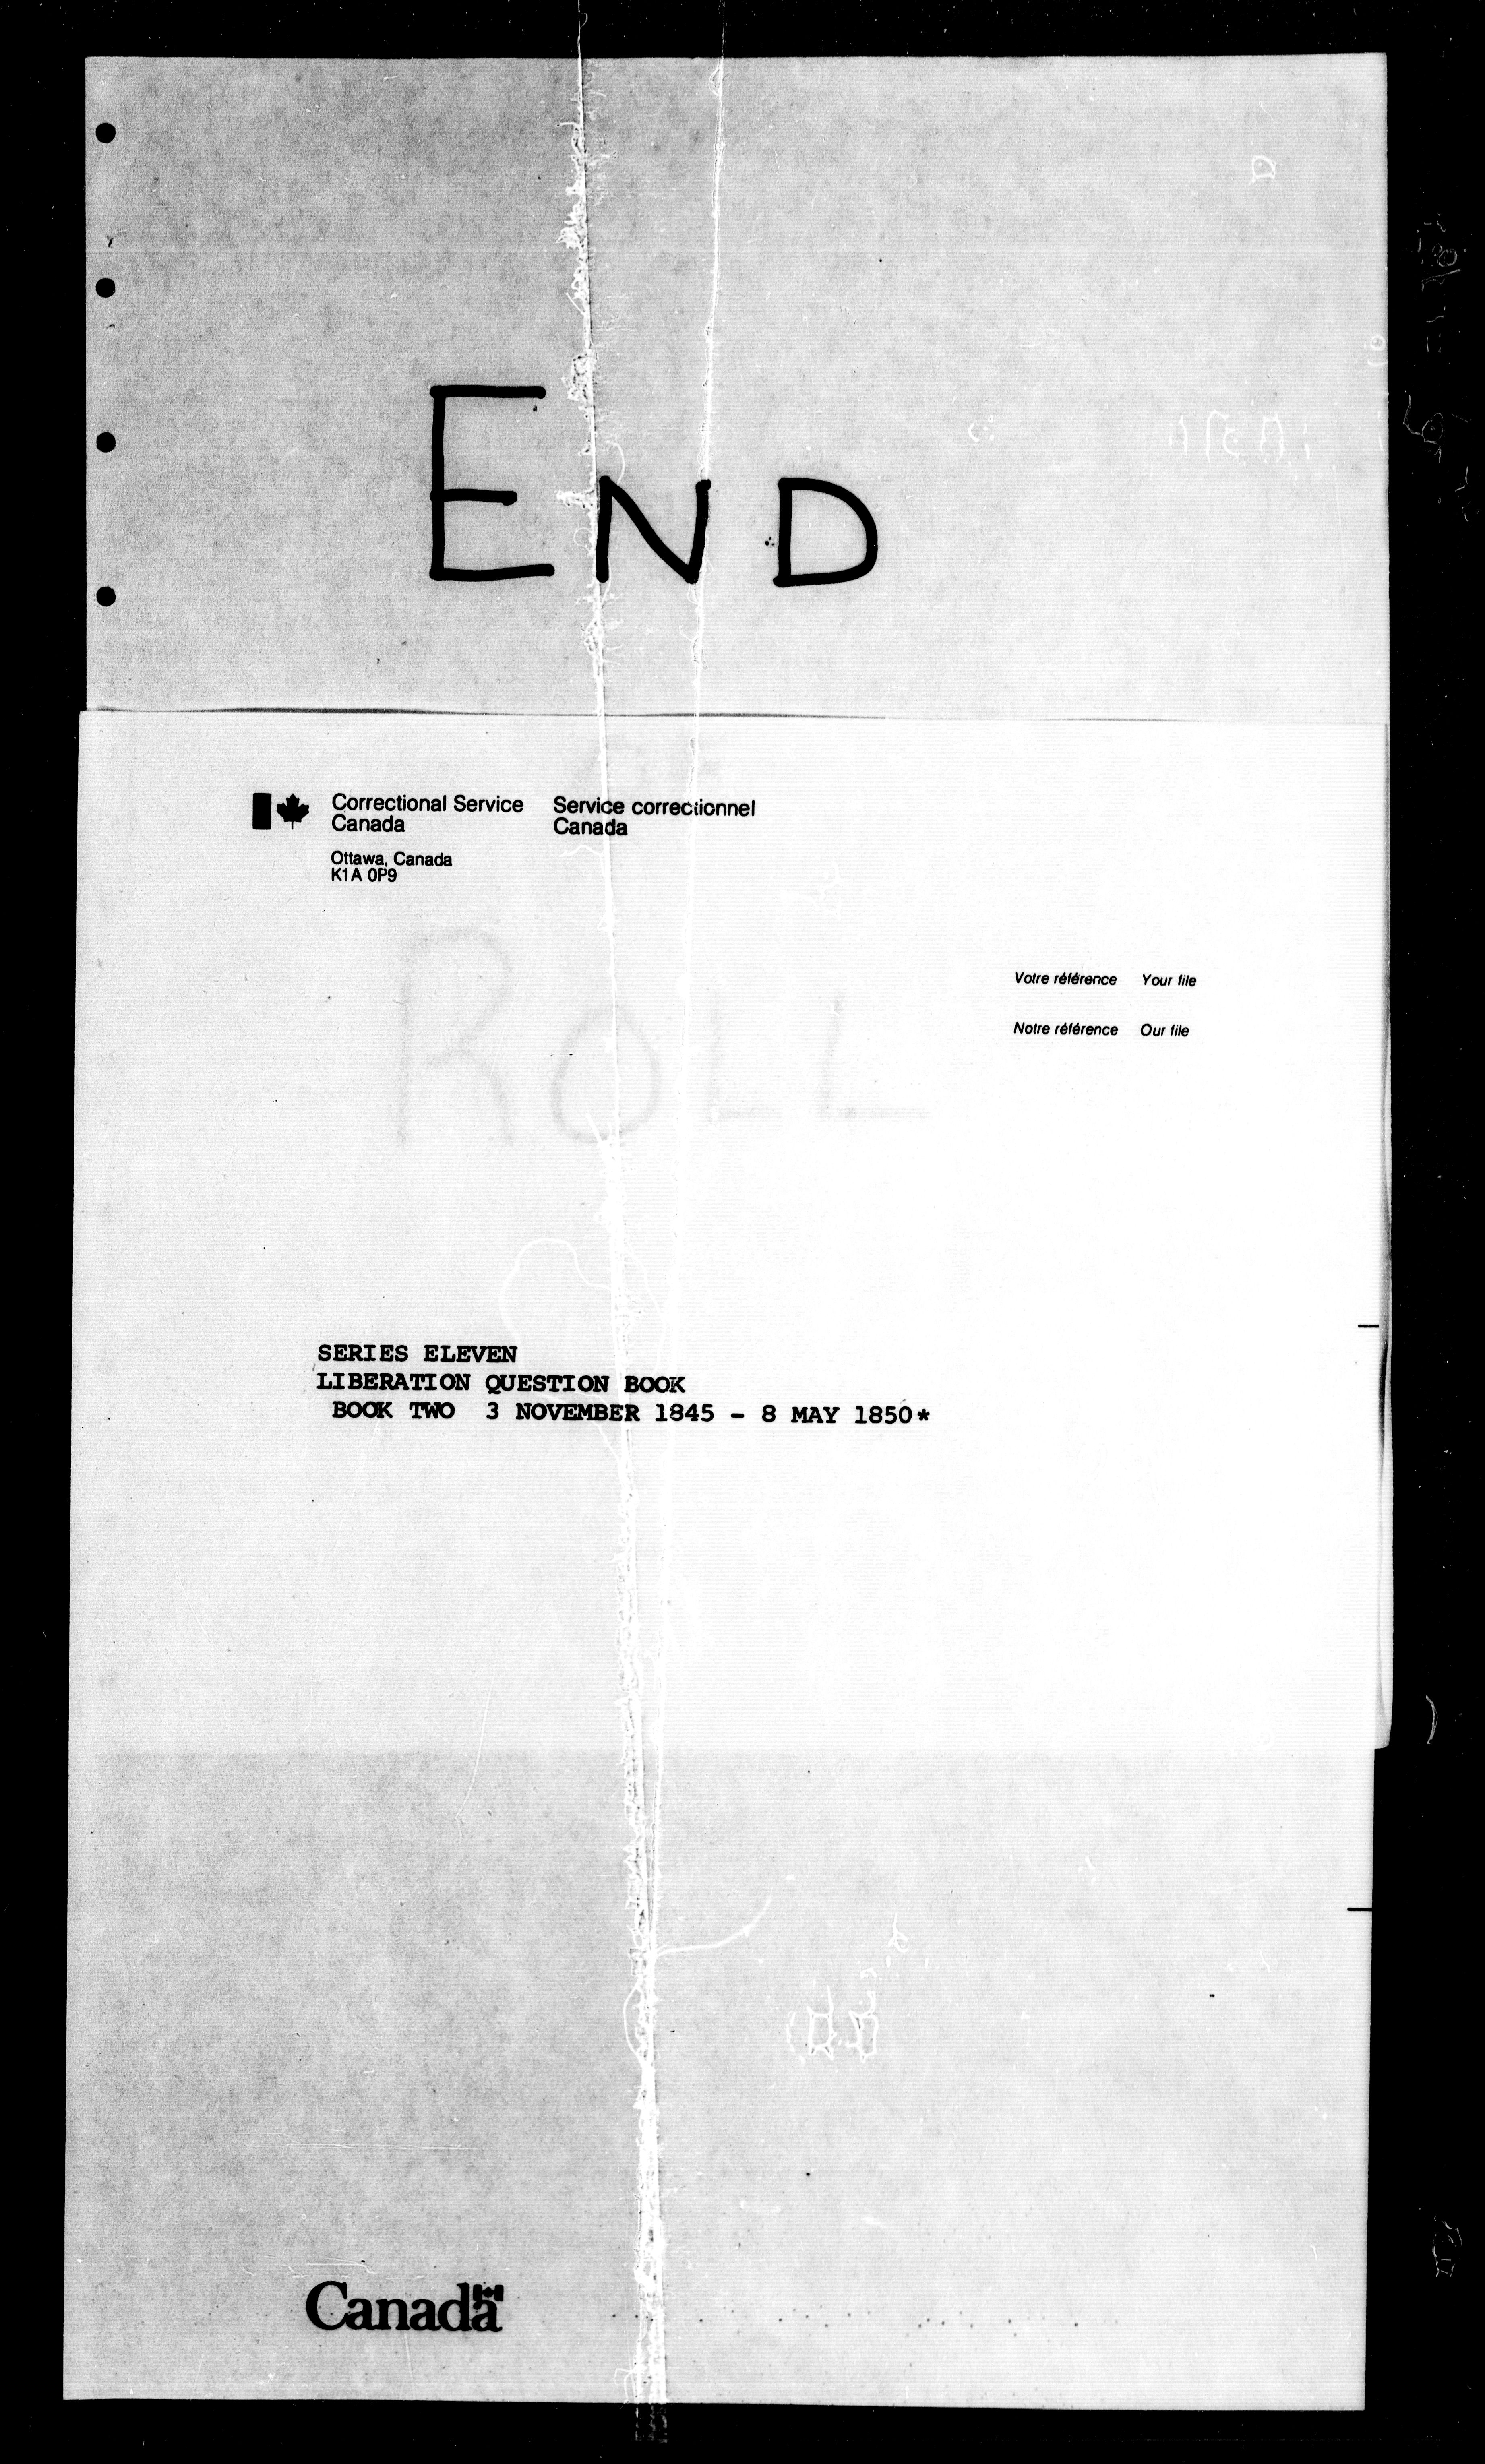 END
Correctional Service Service correctionnel
Canada Canada
Ottawa, Canada
K1A 0P9
ROLL
Votre référence Your file
Notre référence Our file
SERIES ELEVEN
LIBERATION QUESTION BOOK
BOOK TWO 3 NOVEMBER 1845 - 8 MAY 1850*
Canada